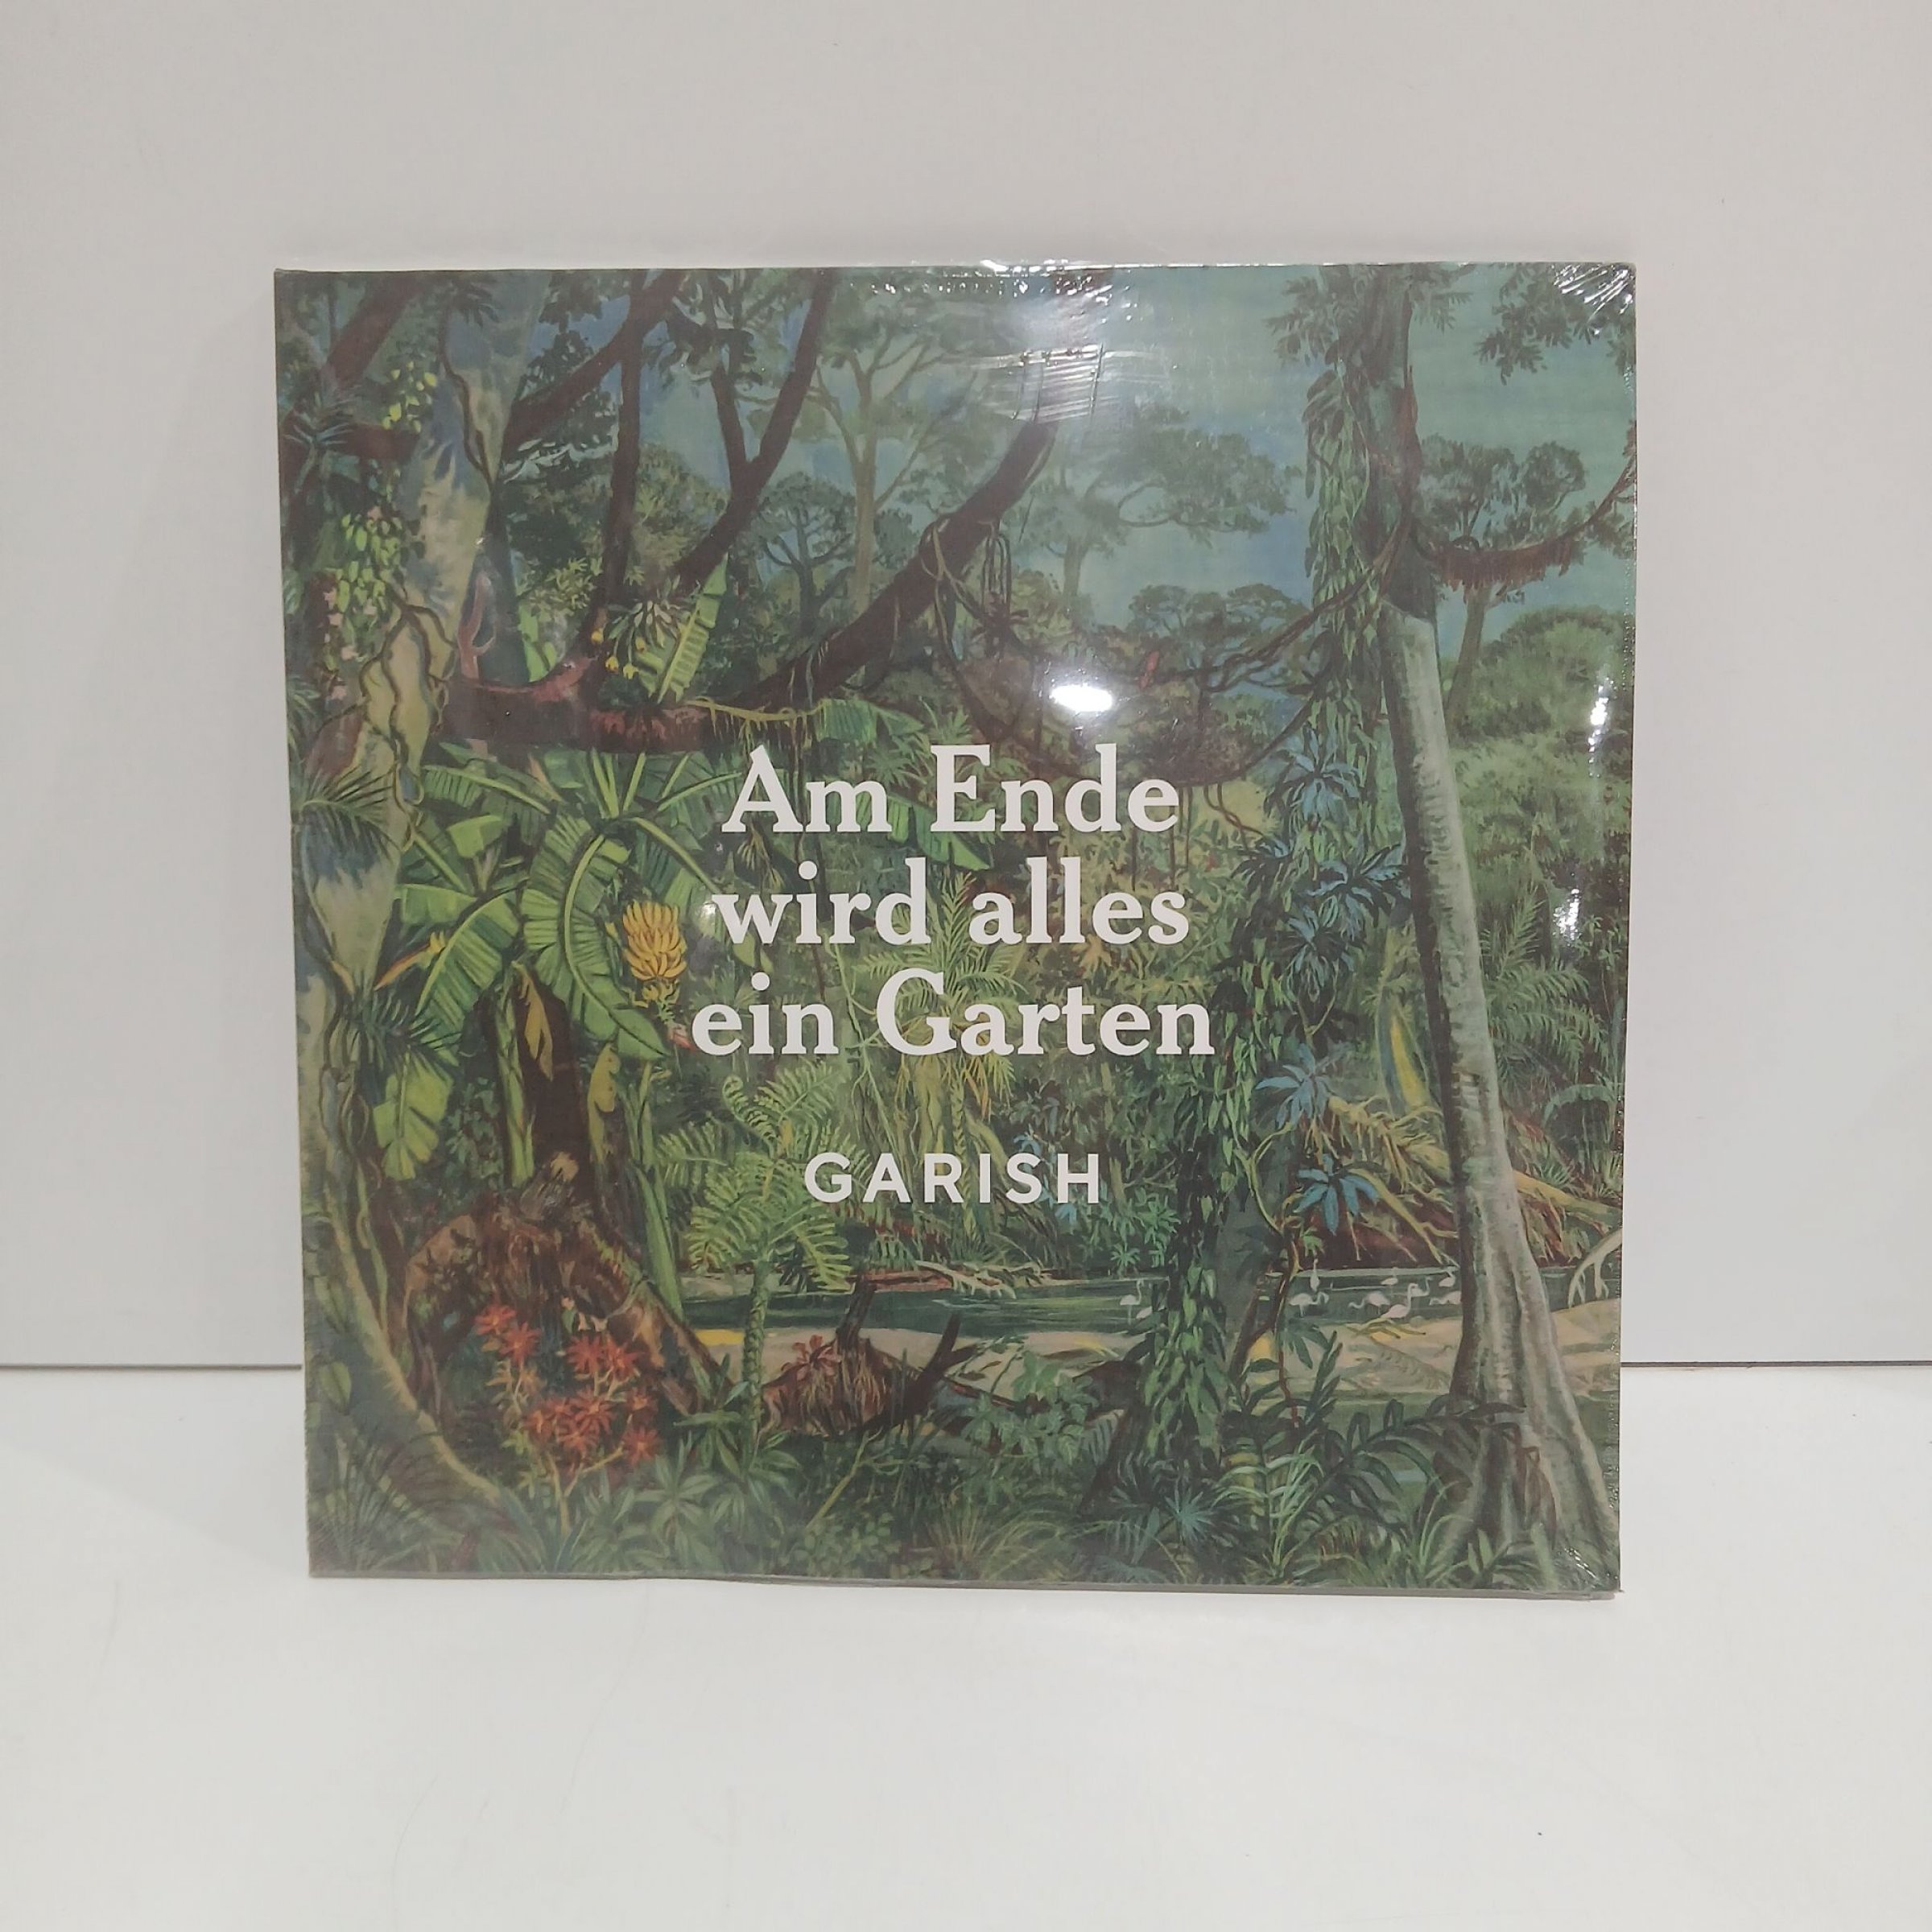 Am Ende
wird alles
ein Garten
GARISH